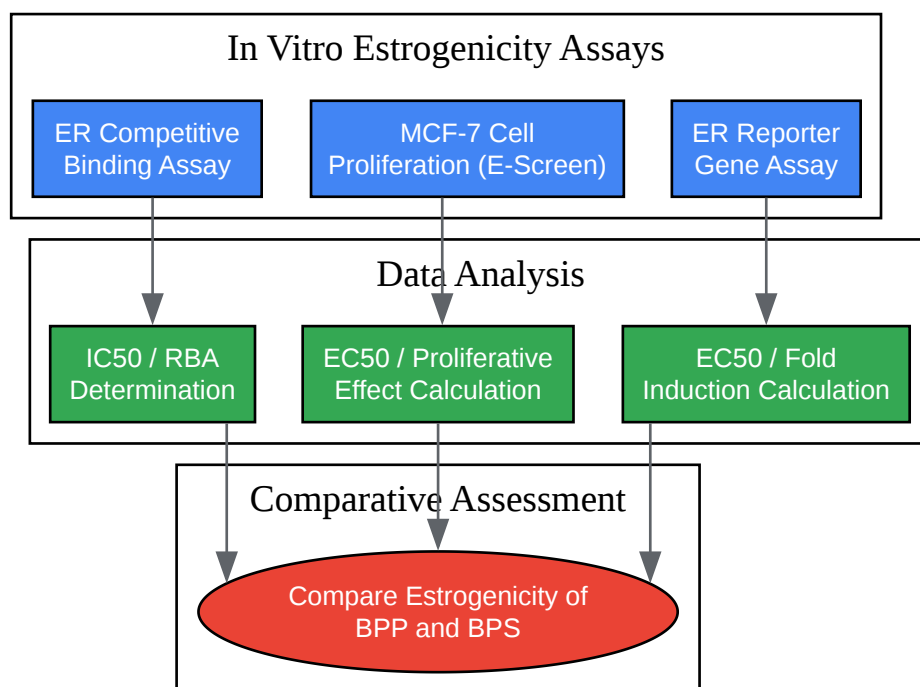 In Vitro Estrogenicity Assays
ER Competitive
Binding Assay
MCF-7 Cell
Proliferation (E-Screen)
ER Reporter
Gene Assay
Data Analysis
IC50 / RBA
Determination
EC50 / Proliferative
Effect Calculation
EC50 / Fold
Induction Calculation
Comparative Assessment
Compare Estrogenicity of
BPP and BPS